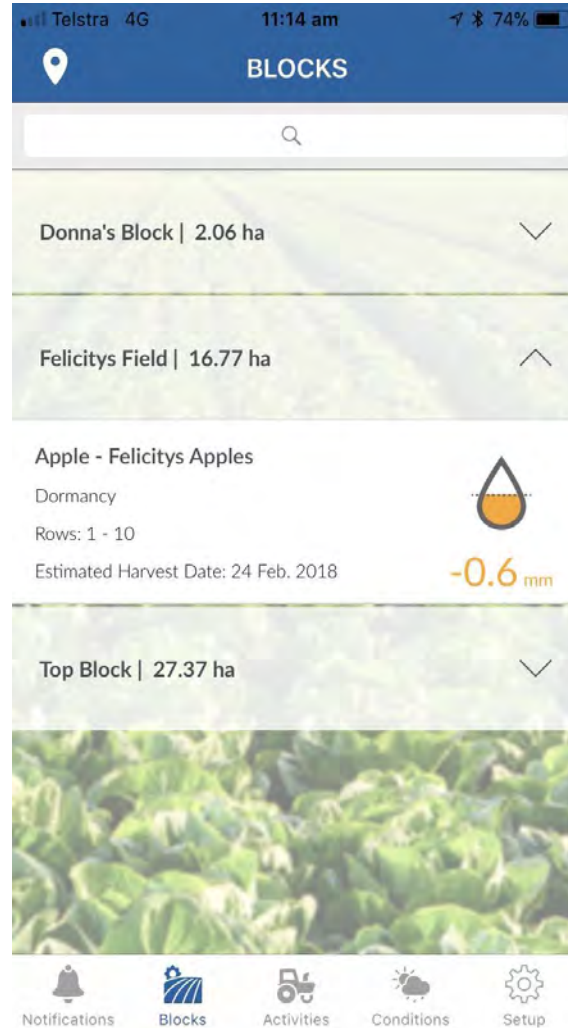 Telstra 4G 11:14 am 74%
BLOCKS
Donna's Block | 2.06 ha
Felicitys Field | 16.77 ha
Apple - Felicitys Apples
Dormancy
Rows: 1 - 10
Estimated Harvest Date: 24 Feb. 2018
-0.6 mm
Top Block | 27.37 ha
Notifications Blocks Activities Conditions Setup